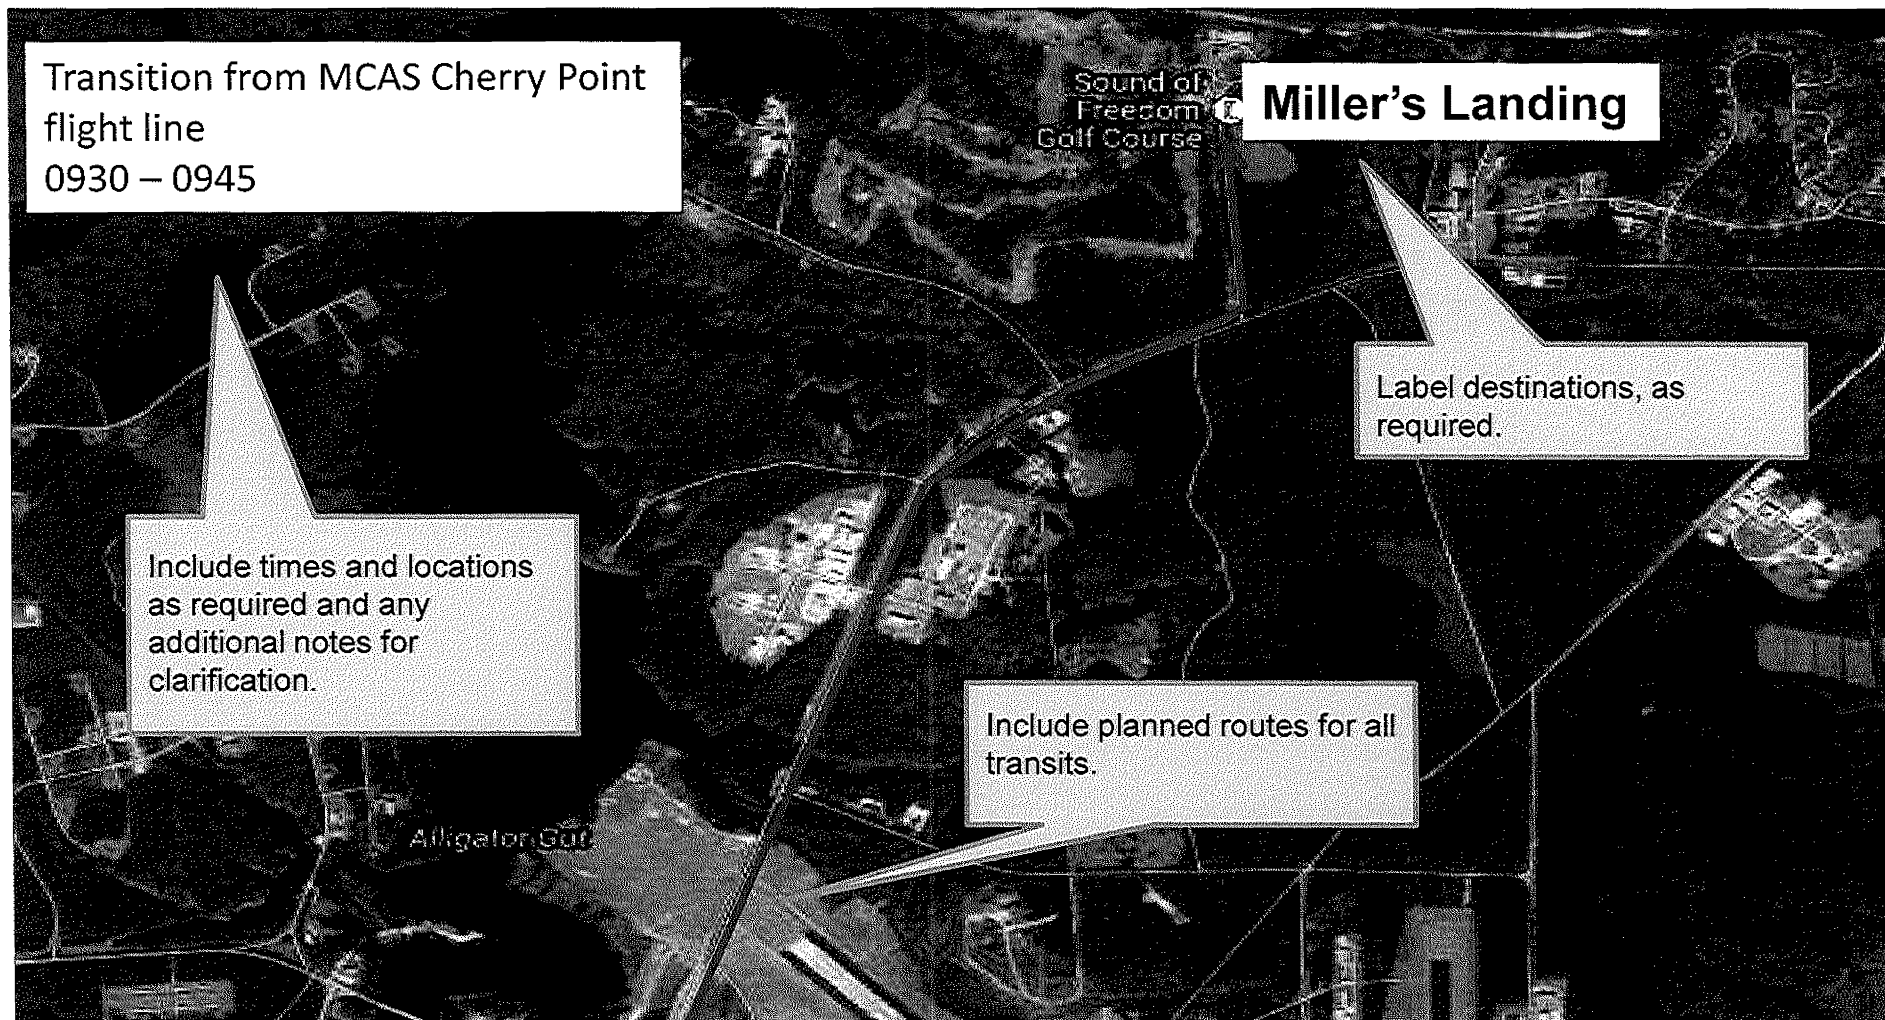 Transition from MCAS Cherry Point
flight line
0930 – 0945
Sound of
Freedom
Golf Course
Miller's Landing
Label destinations, as
required.
Include times and locations
as required and any
additional notes for
clarification.
Include planned routes for all
transits.
Alligator Gut